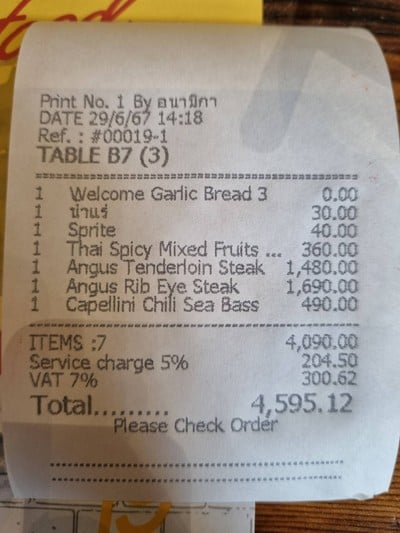 Print No. 1 By อนามิกา
DATE 29/6/67 14:18
Ref. : #00019-1
TABLE B7 (3)
1 Welcome Garlic Bread 3 0.00
1 น้ำแร่ 30.00
1 Sprite 40.00
1 Thai Spicy Mixed Fruits ... 360.00
1 Angus Tenderloin Steak 1,480.00
1 Angus Rib Eye Steak 1,690.00
1 Capellini Chili Sea Bass 490.00
ITEMS :7 4,090.00
Service charge 5% 204.50
VAT 7% 300.62
Total......... 4,595.12
Please Check Order